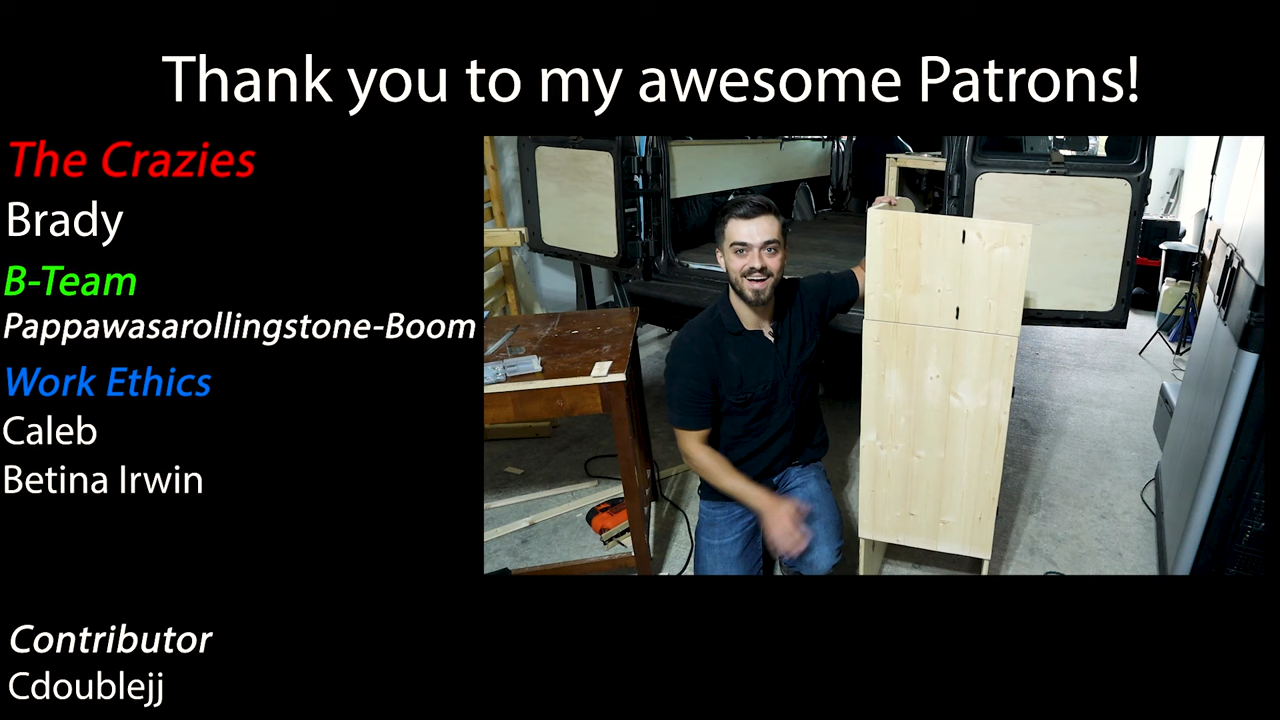 Thank you to my awesome Patrons!
The Crazies
Brady
B-Team
Pappawasarollingstone-Boom
Work Ethics
Caleb
Betina Irwin
Contributor
Cdoublejj